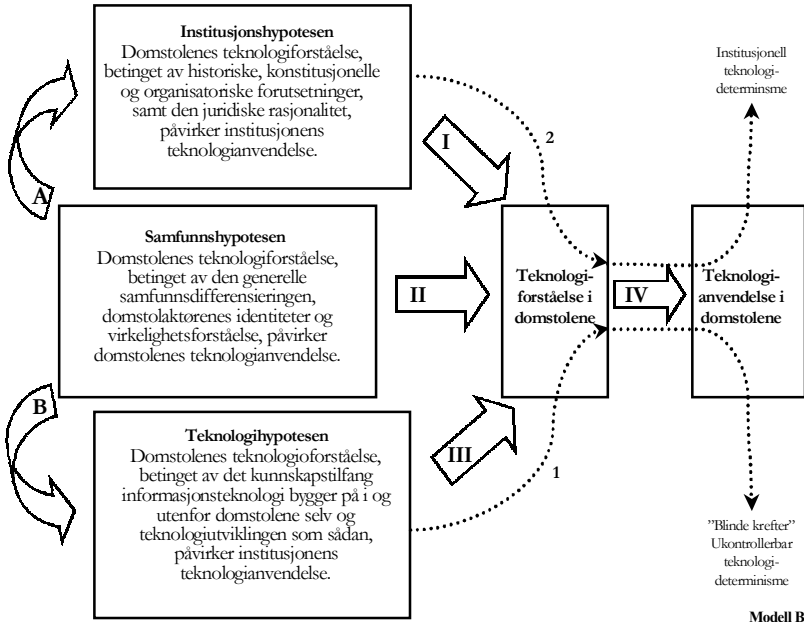 Institusjonshypotesen
Domstolenes teknologiforståelse,
betinget av historiske, konstitusjonelle
og organisatoriske forutsetninger,
samt den juridiske rasjonalitet,
påvirker institusjonens
teknologianvendelse.
A
I
2
Institusjonell
teknologi-
determinsme
Samfunnshypotesen
Domstolenes teknologiforståelse,
betinget av den generelle
samfunnsdifferensieringen,
domstolaktørenes identiteter og
virkelighetsforståelse, påvirker
domstolenes teknologianvendelse.
II
Teknologi-
forståelse i
domstolene
IV
Teknologi-
anvendelse i
domstolene
B
Teknologihypotesen
Domstolenes teknologioforståelse,
betinget av det kunnskapstilfang
informasjonsteknologi bygger på i og
utenfor domstolene selv og
teknologiutviklingen som sådan,
påvirker institusjonens
teknologianvendelse.
III
1
”Blinde krefter”
Ukontrollerbar
teknologi-
determinisme
Modell B